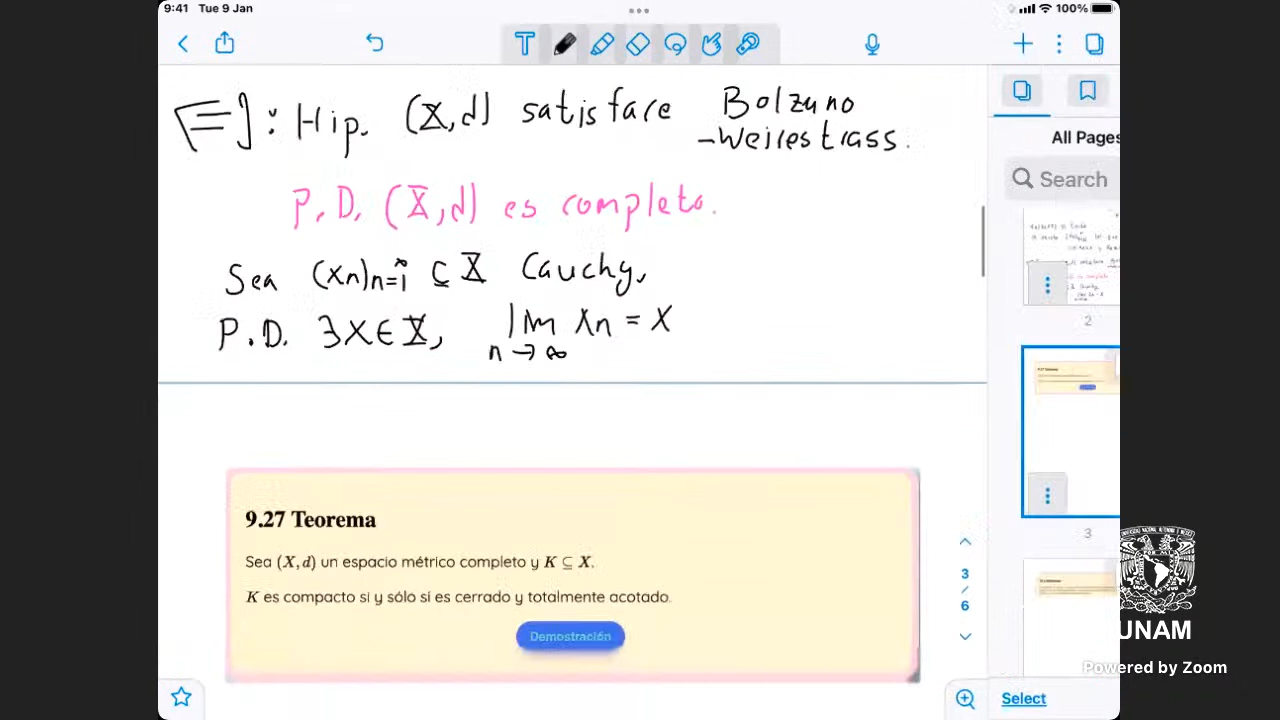 9:41 Tue 9 Jan
100%
⇐]: Hip. (X,d) satisface Bolzano
-Weirestrass.
P.D. (X,d) es completo.
Sea (xn)n=1^∞ ⊆ X Cauchy,
P.D. ∃x∈X, lim xn = x
n→∞
9.27 Teorema
Sea (X, d) un espacio métrico completo y K ⊆ X.
K es compacto si y sólo sí es cerrado y totalmente acotado.
Demostración
3
/
6
All Pages
Search
2
3
Select
UNAM
Powered by Zoom